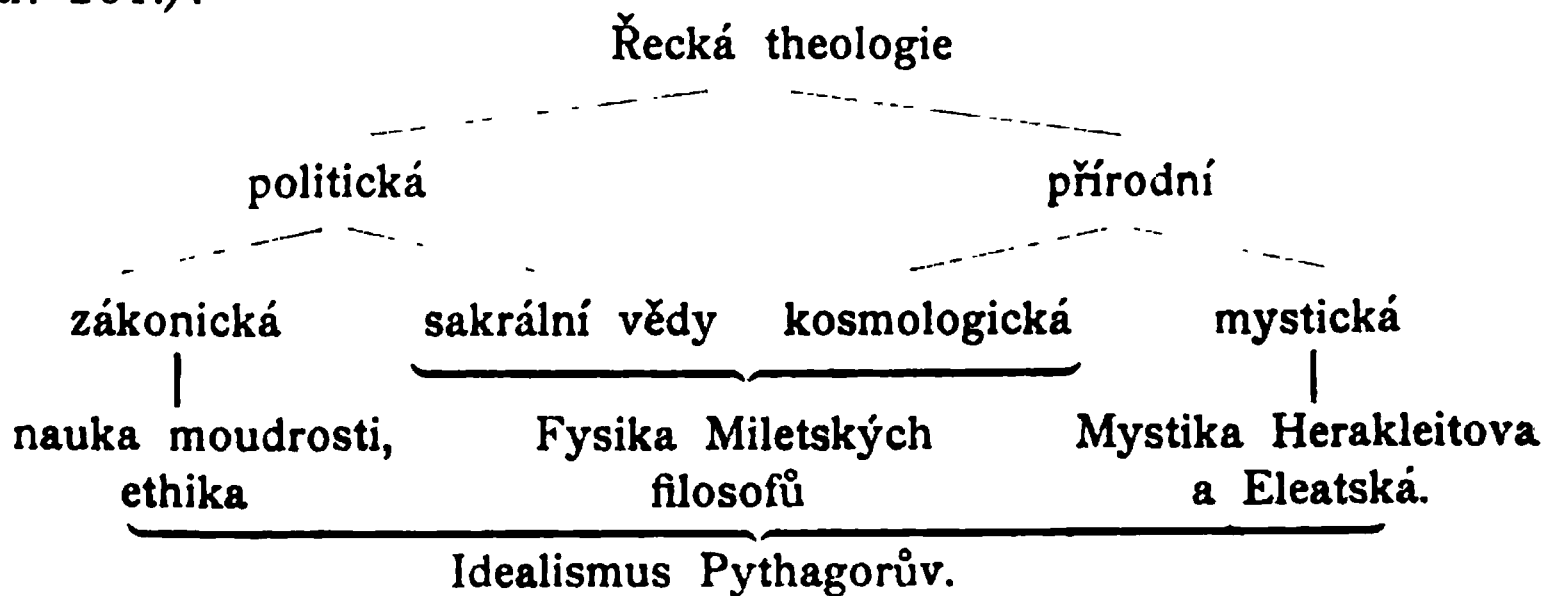 Řecká theologie
politická přírodní
zákonická sakrální vědy kosmologická mystická
nauka moudrosti, Fysika Miletských Mystika Herakleitova
ethika filosofů a Eleatská.
Idealismus Pythagorův.